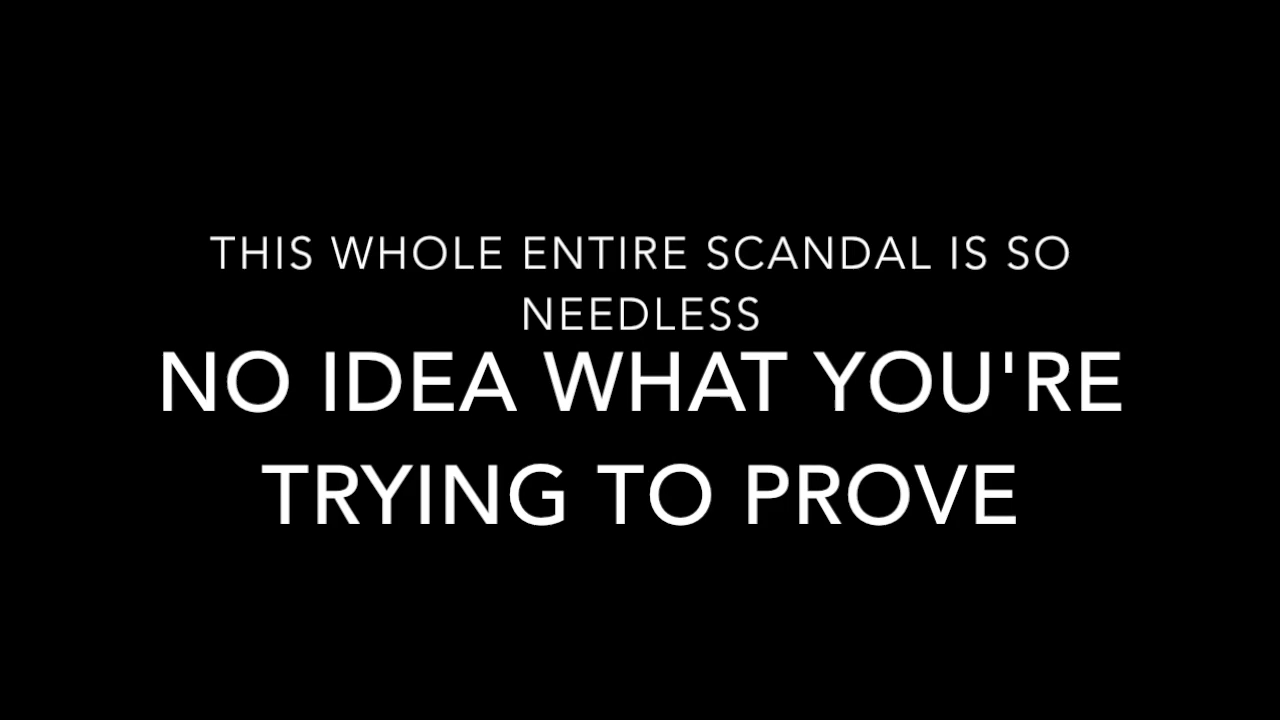 THIS WHOLE ENTIRE SCANDAL IS SO
NEEDLESS
NO IDEA WHAT YOU'RE
TRYING TO PROVE